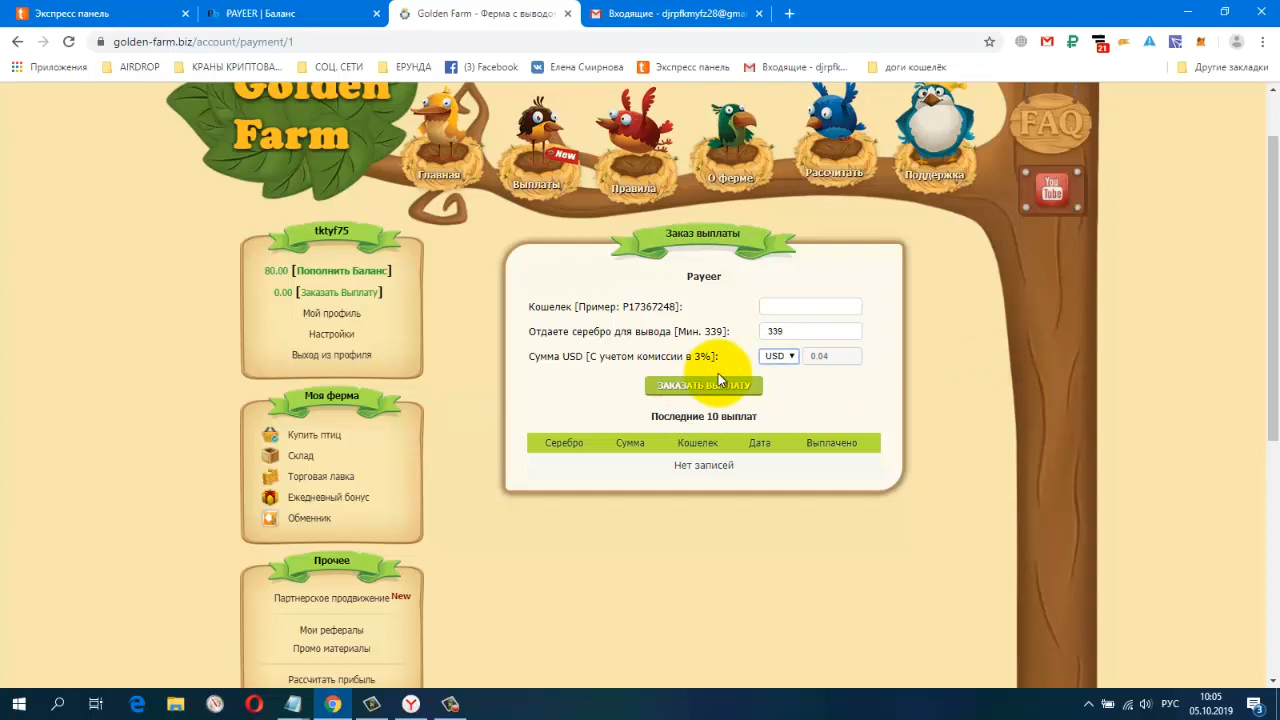 Экспресс панель
PAYEER | Баланс
Golden Farm - Ферма с выводо
Входящие - djrpfkmyfz28@gma
golden-farm.biz/account/payment/1
21
Приложения
AIRDROP
КРАНЫ КРИПТОВА...
СОЦ. СЕТИ
ЕРУНДА
(3) Facebook
Елена Смирнова
Экспресс панель
Входящие - djrpfk...
доги кошелёк
Другие закладки
Golden
Farm
Главная
New
Выплаты
Правила
О ферме
Рассчитать
Поддержка
FAQ
You
Tube
tktyf75
80.00 [Пополнить Баланс]
0.00 [Заказать Выплату]
Мой профиль
Настройки
Выход из профиля
Моя ферма
Купить птиц
Склад
Торговая лавка
Ежедневный бонус
Обменник
Прочее
Партнерское продвижение New
Мои рефералы
Промо материалы
Рассчитать прибыль
Заказ выплаты
Payeer
Кошелек [Пример: P17367248]:
Отдаете серебро для вывода [Мин. 339]: 339
Сумма USD [С учетом комиссии в 3%]: USD 0.04
ЗАКАЗАТЬ ВЫПЛАТУ
Последние 10 выплат
Серебро Сумма Кошелек Дата Выплачено
Нет записей
РУС
10:05
05.10.2019
3